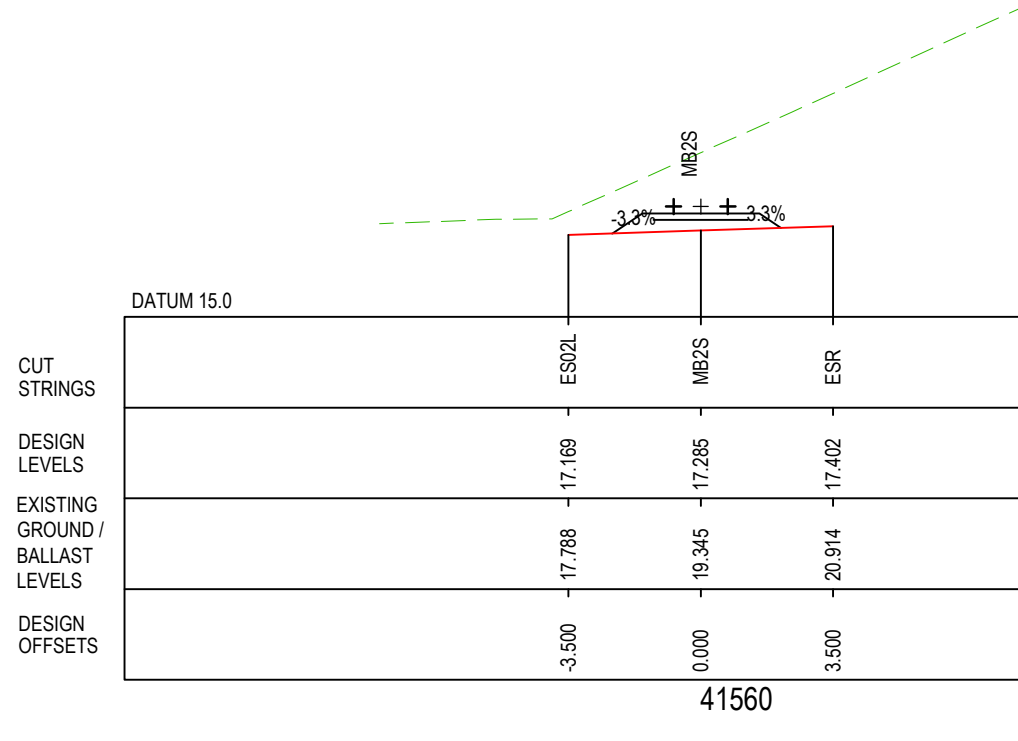 MB2S
-3.3%
3.3%
DATUM 15.0
CUT
STRINGS
ES02L
MB2S
ESR
DESIGN
LEVELS
17.169
17.285
17.402
EXISTING
GROUND /
BALLAST
LEVELS
17.788
19.345
20.914
DESIGN
OFFSETS
-3.500
0.000
3.500
41560